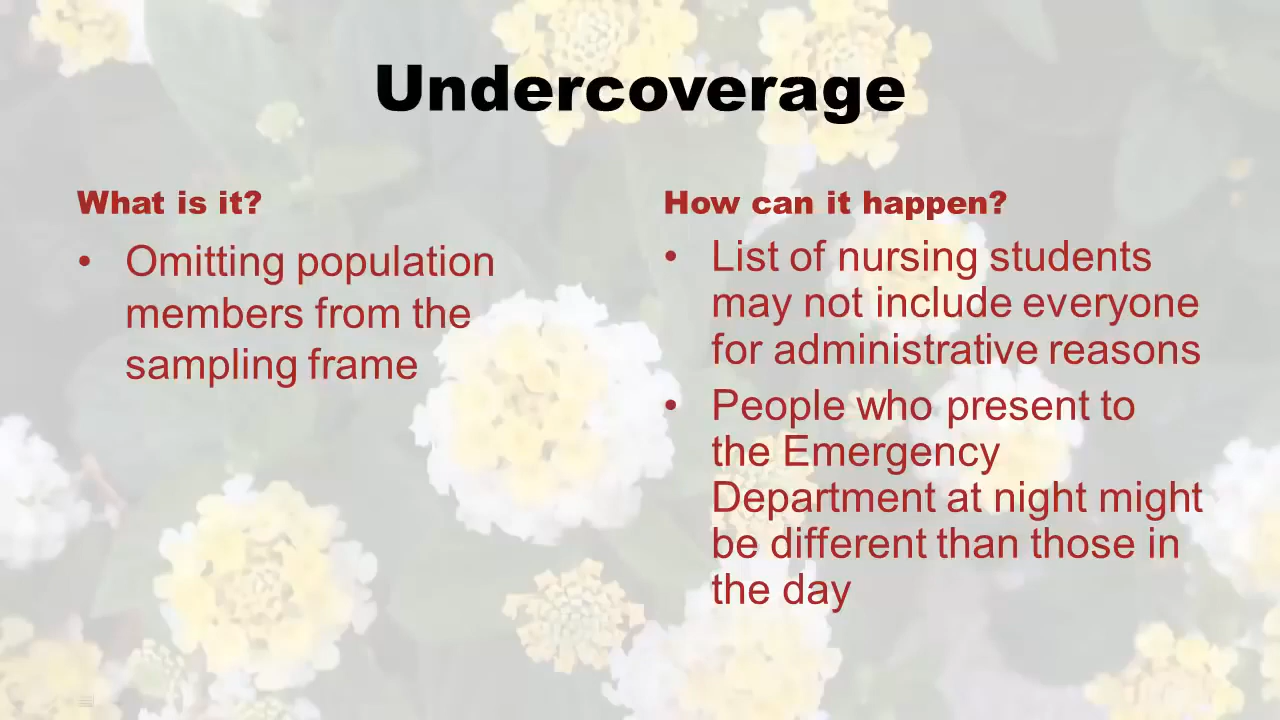 Undercoverage
What is it?
• Omitting population
members from the
sampling frame
How can it happen?
• List of nursing students
may not include everyone
for administrative reasons
• People who present to
the Emergency
Department at night might
be different than those in
the day